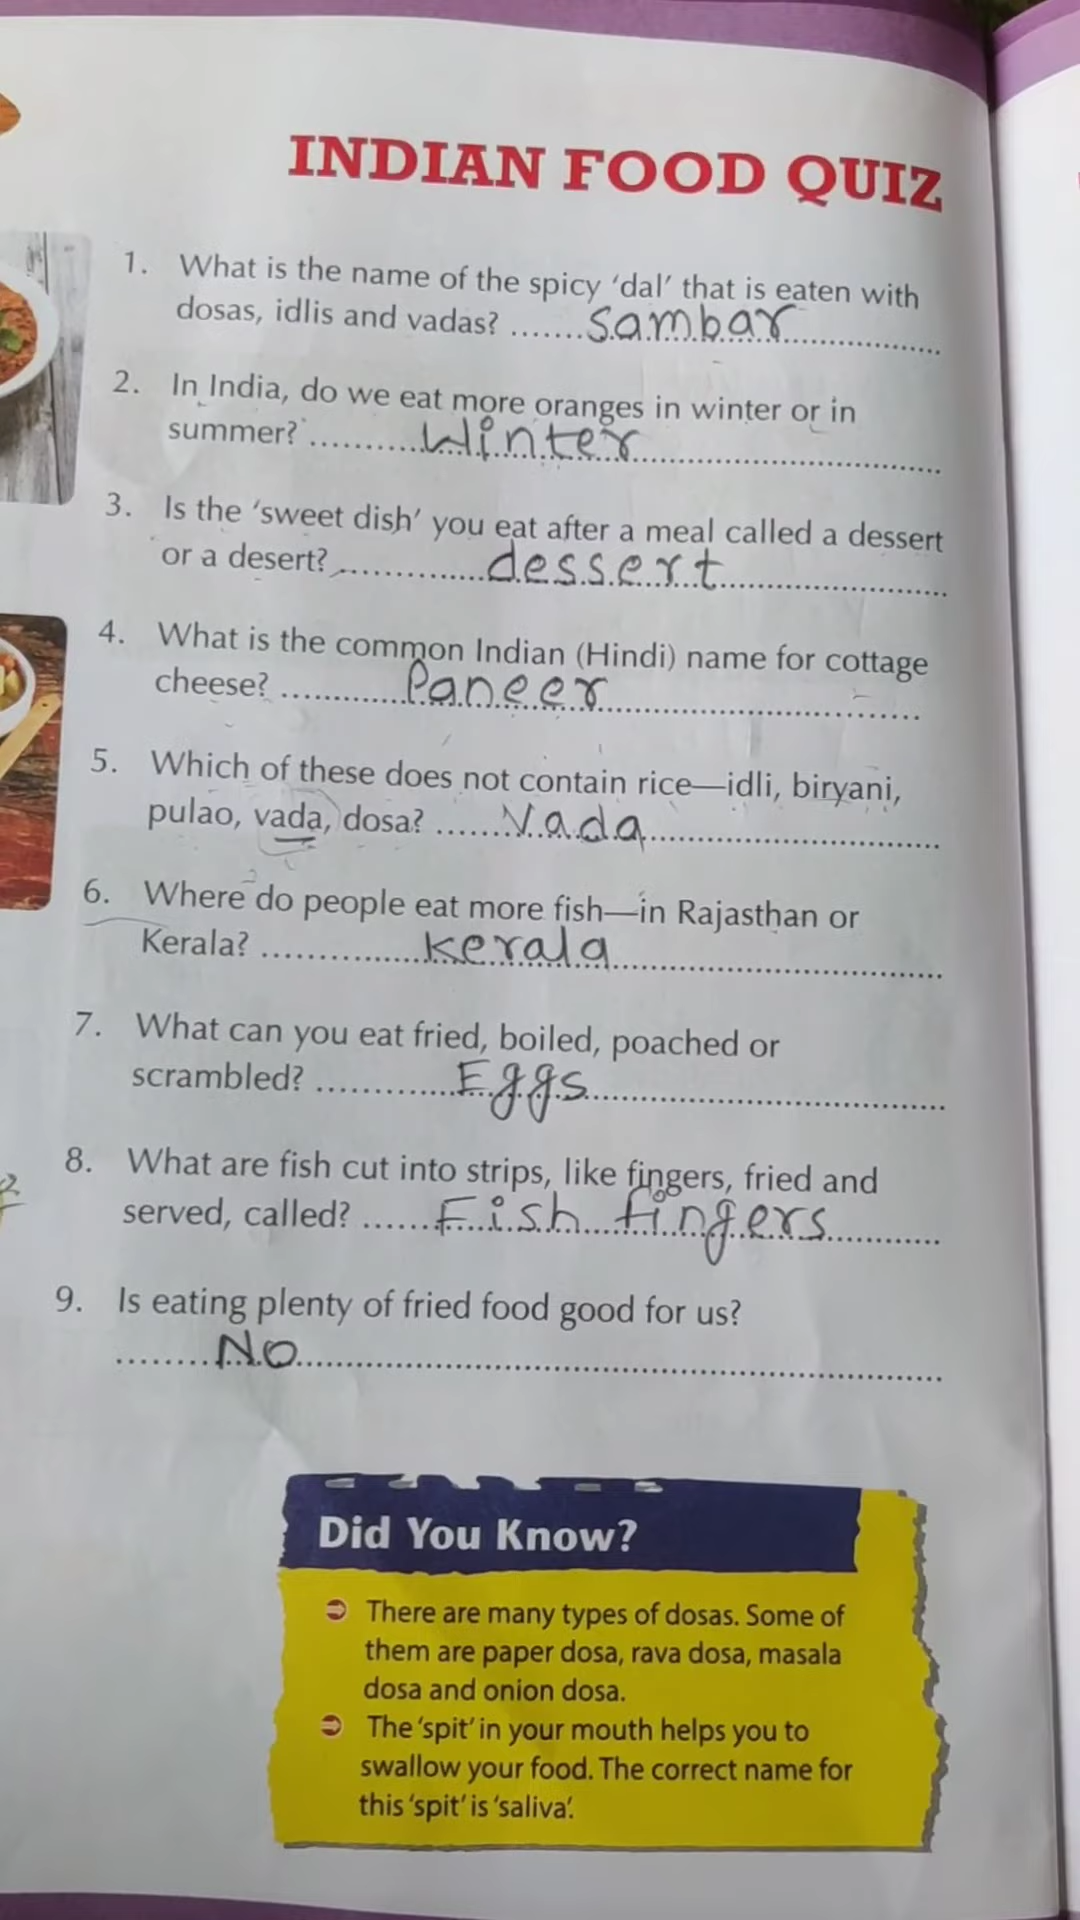 INDIAN FOOD QUIZ
1. What is the name of the spicy ‘dal’ that is eaten with
dosas, idlis and vadas? .......sambar...............
2. In India, do we eat more oranges in winter or in
summer? ..........Winter...............
3. Is the ‘sweet dish’ you eat after a meal called a dessert
or a desert? .............dessert...............
4. What is the common Indian (Hindi) name for cottage
cheese? ...........Paneer...............
5. Which of these does not contain rice—idli, biryani,
pulao, vada, dosa? ......Vada...............
6. Where do people eat more fish—in Rajasthan or
Kerala? ..............kerala...............
7. What can you eat fried, boiled, poached or
scrambled? ............Eggs...............
8. What are fish cut into strips, like fingers, fried and
served, called? ......Fish fingers...........
9. Is eating plenty of fried food good for us?
........NO...............
Did You Know?
There are many types of dosas. Some of
them are paper dosa, rava dosa, masala
dosa and onion dosa.
The ‘spit’ in your mouth helps you to
swallow your food. The correct name for
this ‘spit’ is ‘saliva’.